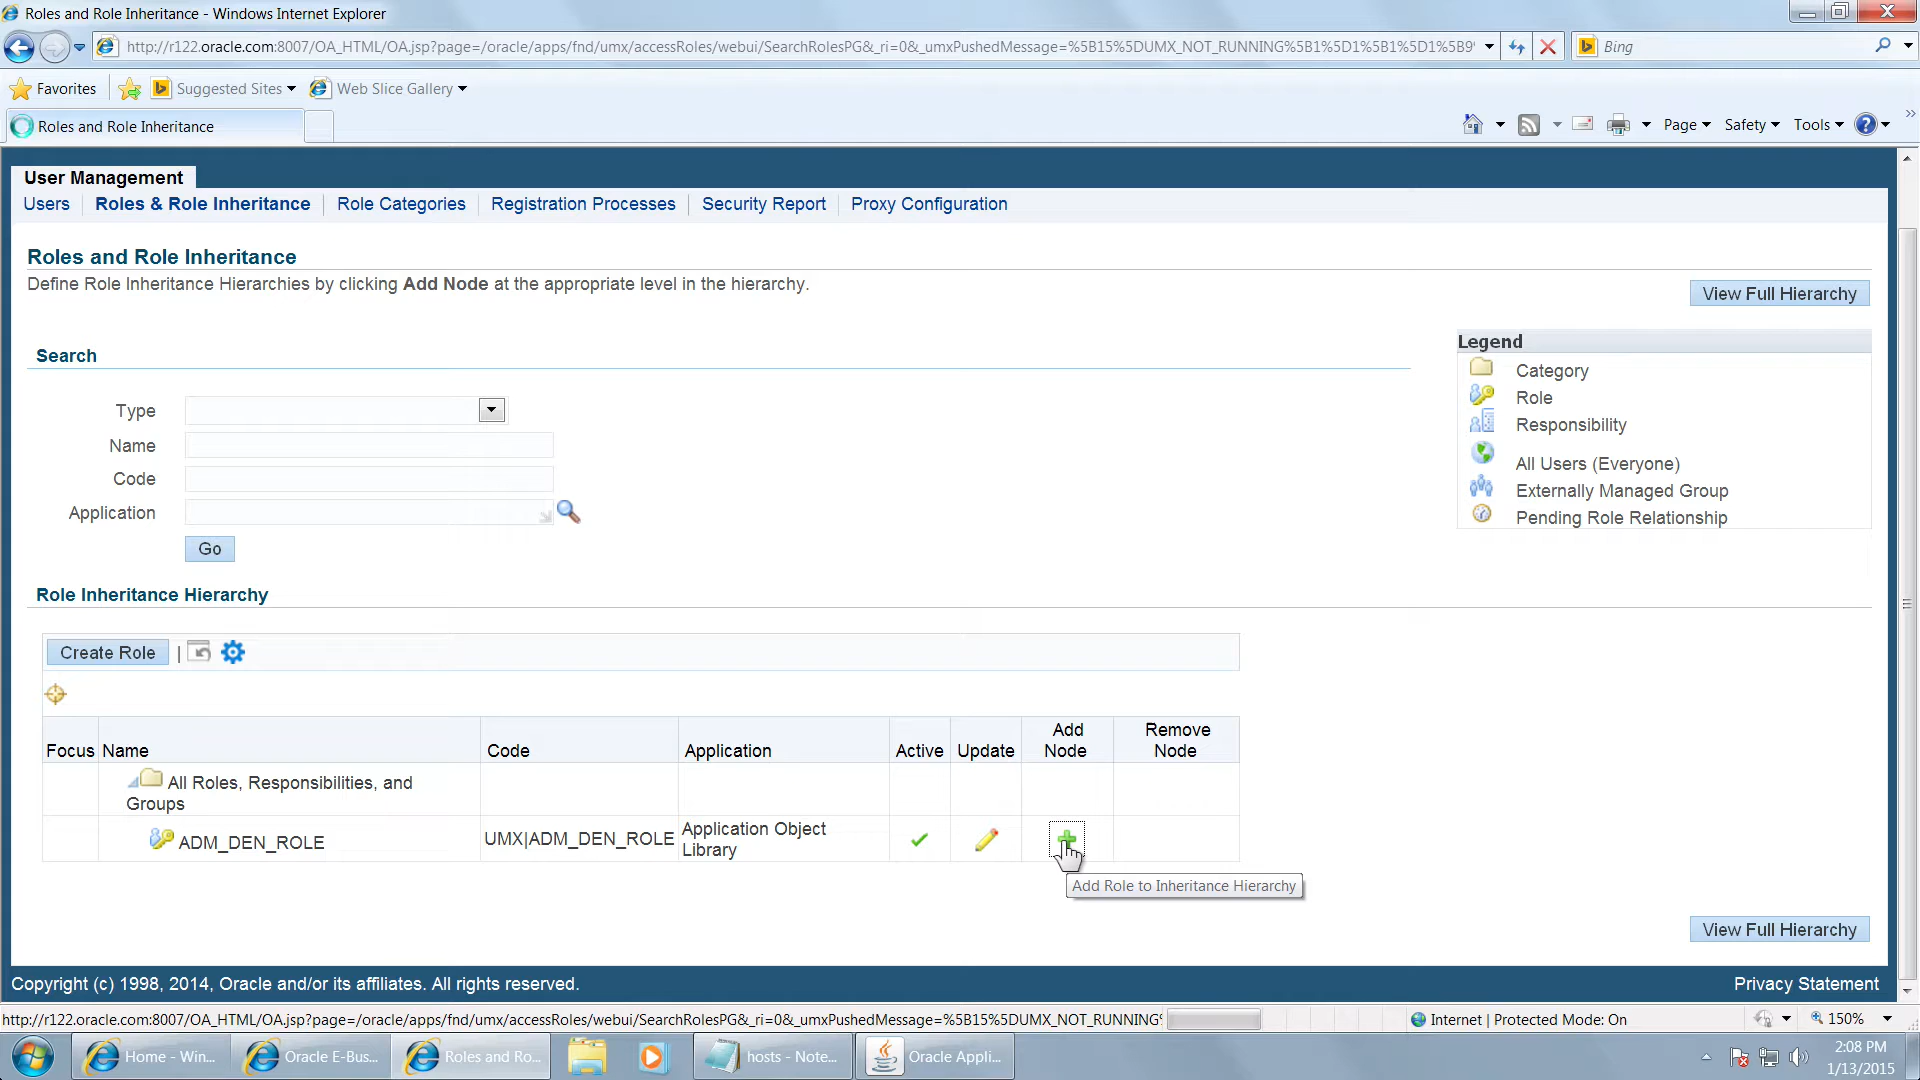 Roles and Role Inheritance - Windows Internet Explorer
http://r122.oracle.com:8007/OA_HTML/OA.jsp?page=/oracle/apps/fnd/umx/accessRoles/webui/SearchRolesPG&_ri=0&_umxPushedMessage=%5B15%5DUMX_NOT_RUNNING%5B1%5D1%5B1%5D1%5B9%
Bing
Favorites
Suggested Sites
Web Slice Gallery
Roles and Role Inheritance
Page
Safety
Tools
User Management
Users
Roles & Role Inheritance
Role Categories
Registration Processes
Security Report
Proxy Configuration
Roles and Role Inheritance
Define Role Inheritance Hierarchies by clicking Add Node at the appropriate level in the hierarchy.
View Full Hierarchy
Search
Type
Name
Code
Application
Go
Legend
Category
Role
Responsibility
All Users (Everyone)
Externally Managed Group
Pending Role Relationship
Role Inheritance Hierarchy
Create Role
|
Focus Name Code Application Active Update Add Node Remove Node
All Roles, Responsibilities, and
Groups
ADM_DEN_ROLE UMX|ADM_DEN_ROLE Application Object
Library
Add Role to Inheritance Hierarchy
View Full Hierarchy
Copyright (c) 1998, 2014, Oracle and/or its affiliates. All rights reserved.
Privacy Statement
http://r122.oracle.com:8007/OA_HTML/OA.jsp?page=/oracle/apps/fnd/umx/accessRoles/webui/SearchRolesPG&_ri=0&_umxPushedMessage=%5B15%5DUMX_NOT_RUNNING%
Internet | Protected Mode: On
150%
Home - Win...
Oracle E-Bus...
Roles and Ro...
hosts - Note...
Oracle Appli...
2:08 PM
1/13/2015